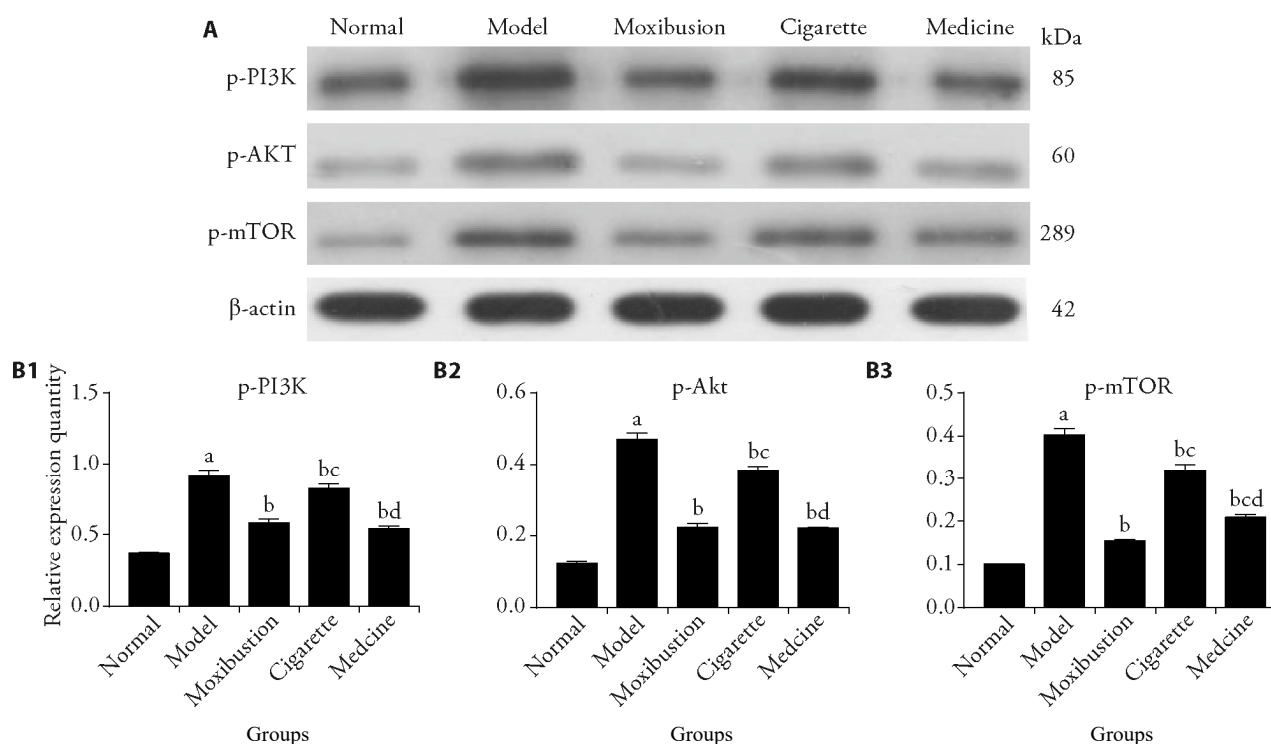 A
Normal Model Moxibusion Cigarette Medicine kDa
p-PI3K 85
p-AKT 60
p-mTOR 289
β-actin 42
B1
p-PI3K
Relative expression quantity
1.5
1.0
0.5
0.0
a
b
bc
bd
Normal
Model
Moxibustion
Cigarette
Medcine
Groups
B2
p-Akt
0.6
0.4
0.2
0.0
a
b
bc
bd
Normal
Model
Moxibustion
Cigarette
Medcine
Groups
B3
p-mTOR
0.5
0.4
0.3
0.2
0.1
0.0
a
b
bc
bcd
Normal
Model
Moxibustion
Cigarette
Medcine
Groups